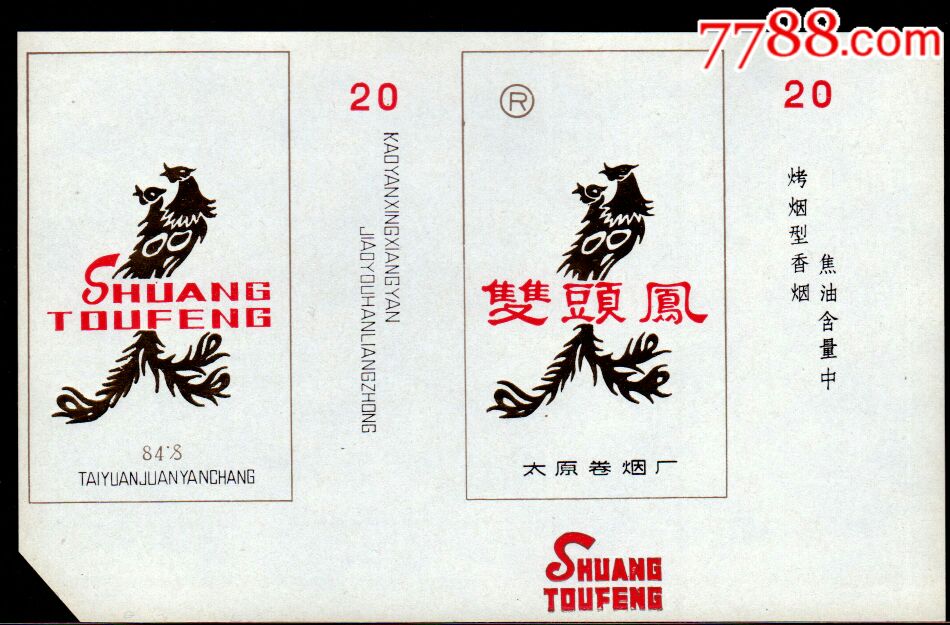 7788.com
20
KAOYANXINGXIANGYAN
JIAOYOUHANLIANGZHONG
SHUANG
TOUFENG
84.8
TAIYUANJUANYANCHANG
®
雙頭鳳
太原卷烟厂
20
烤烟型香烟
焦油含量中
SHUANG
TOUFENG